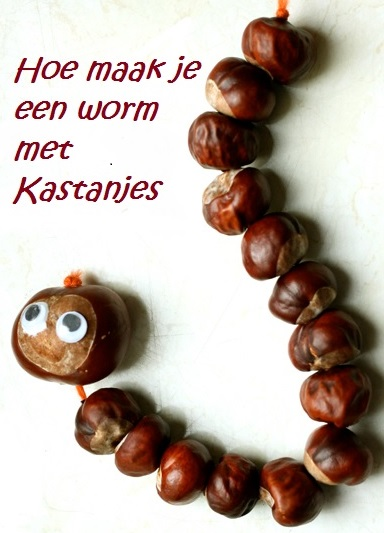 Hoe maak je
een worm
met
Kastanjes